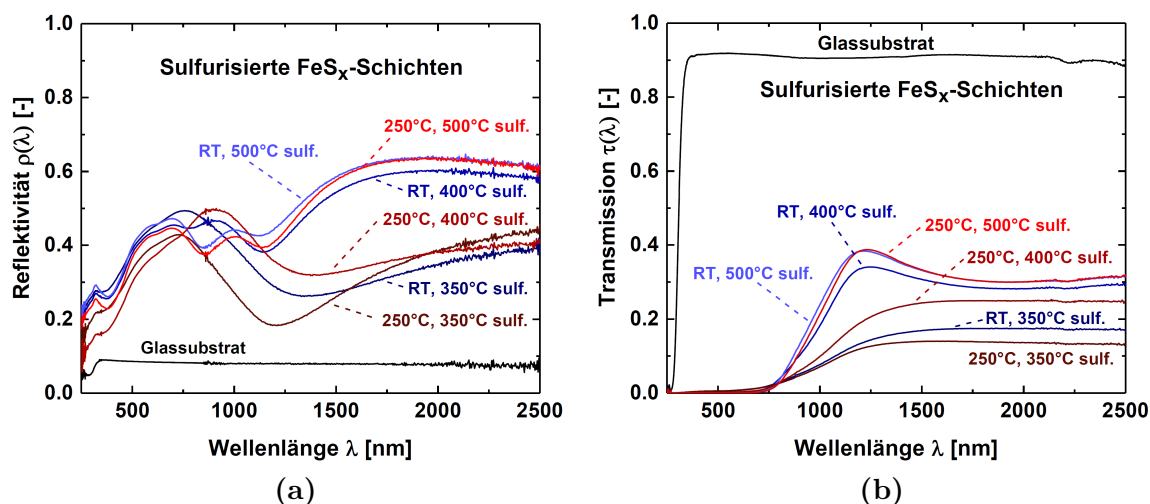 1.0
0.8
0.6
0.4
0.2
0.0
Reflektivität ρ(λ) [-]
Sulfurisierte FeSx-Schichten
250°C, 500°C sulf.
RT, 500°C sulf.
RT, 400°C sulf.
250°C, 400°C sulf.
RT, 350°C sulf.
250°C, 350°C sulf.
Glassubstrat
500 1000 1500 2000 2500
Wellenlänge λ [nm]
(a)
1.0
0.8
0.6
0.4
0.2
0.0
Transmission τ(λ) [-]
Glassubstrat
Sulfurisierte FeSx-Schichten
RT, 400°C sulf.
250°C, 500°C sulf.
250°C, 400°C sulf.
RT, 500°C sulf.
RT, 350°C sulf.
250°C, 350°C sulf.
500 1000 1500 2000 2500
Wellenlänge λ [nm]
(b)